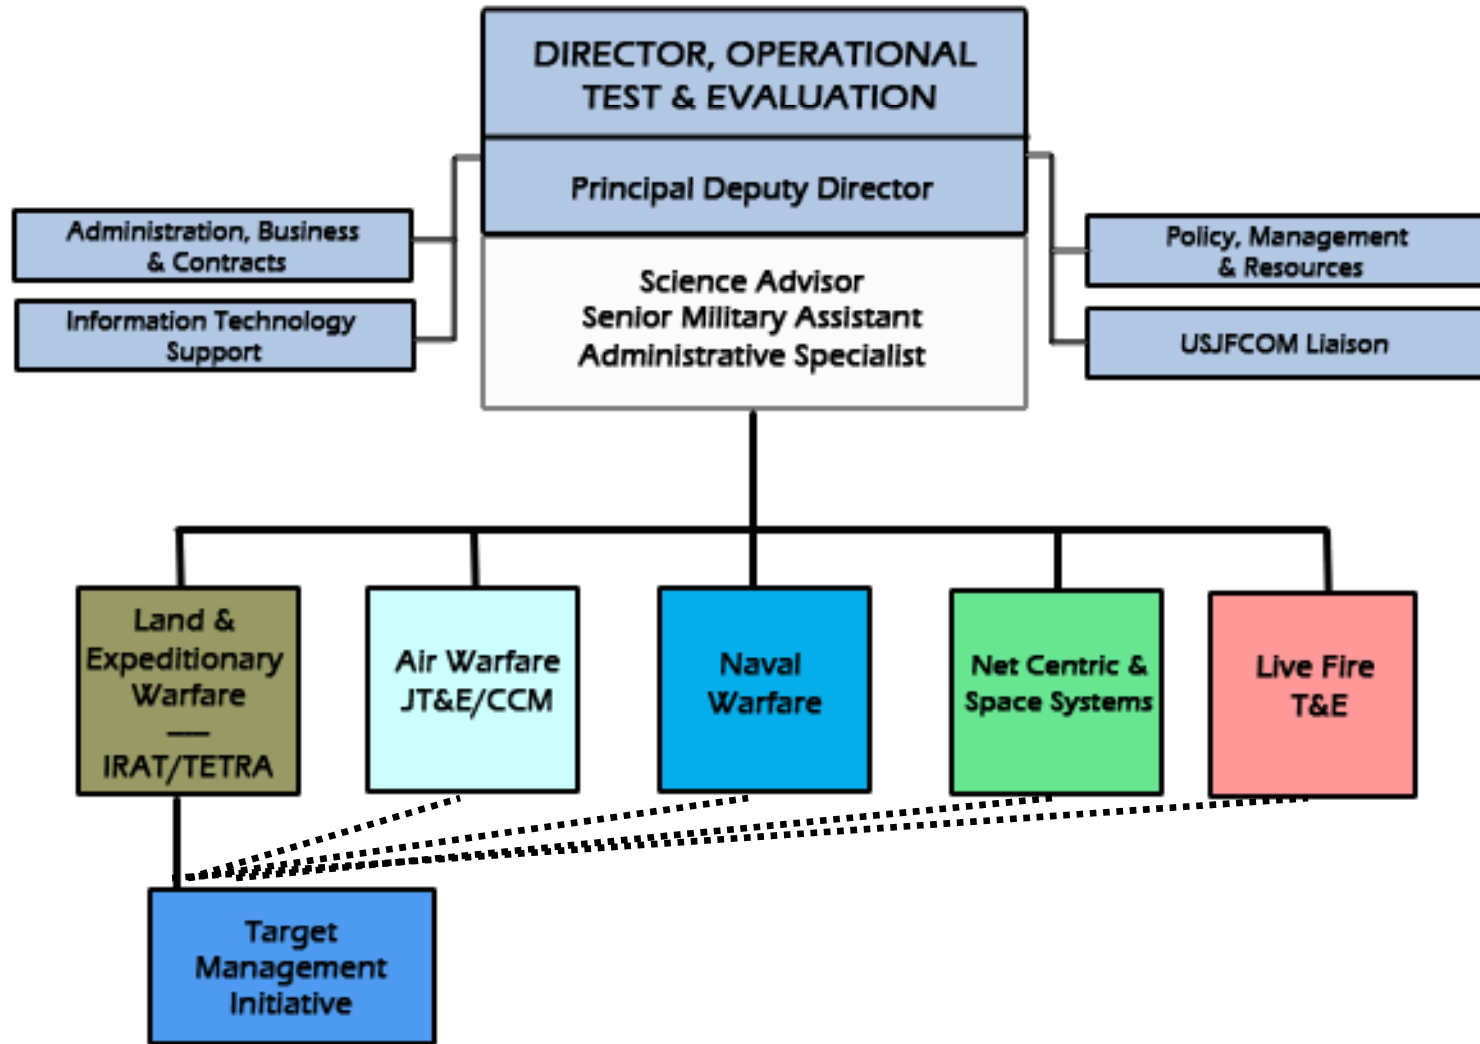 DIRECTOR, OPERATIONAL
TEST & EVALUATION
Principal Deputy Director
Science Advisor
Senior Military Assistant
Administrative Specialist
Administration, Business
& Contracts
Information Technology
Support
Policy, Management
& Resources
USJFCOM Liaison
Land &
Expeditionary
Warfare
IRAT/TETRA
Air Warfare
JT&E/CCM
Naval
Warfare
Net Centric &
Space Systems
Live Fire
T&E
Target
Management
Initiative